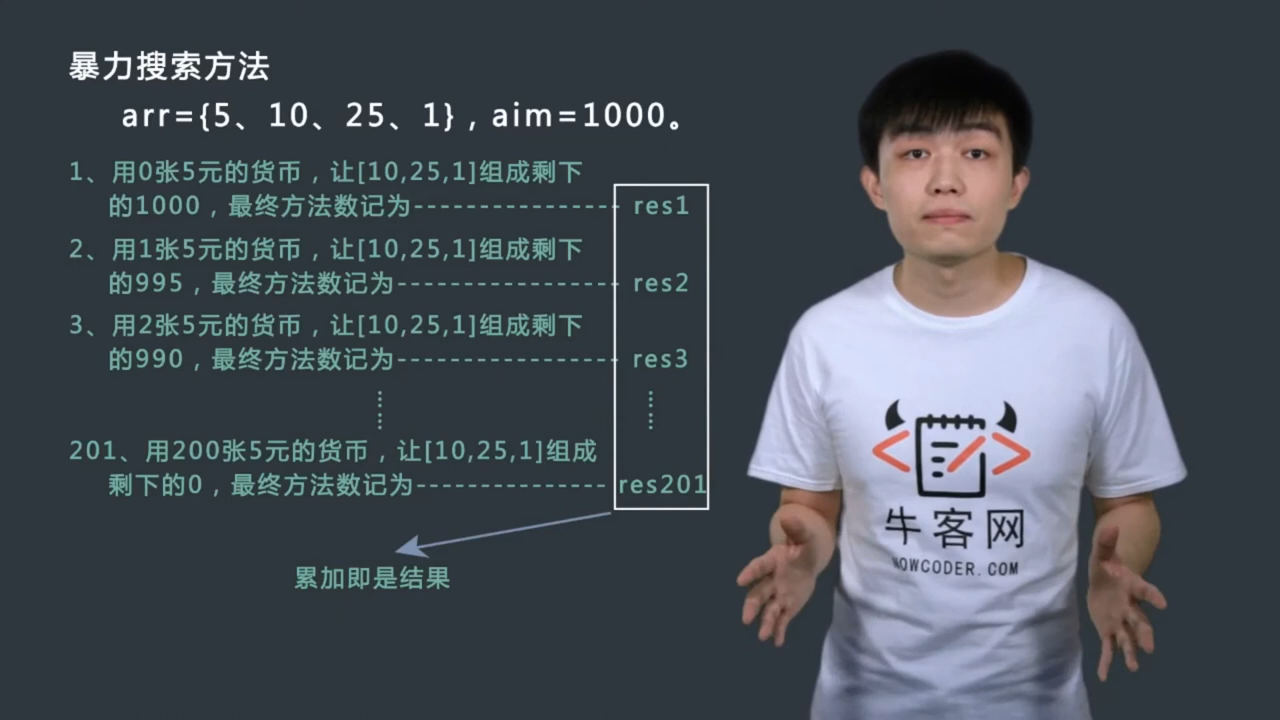 暴力搜索方法
arr={5、10、25、1}，aim=1000。
1、用0张5元的货币，让[10,25,1]组成剩下
的1000，最终方法数记为----------------- res1
2、用1张5元的货币，让[10,25,1]组成剩下
的995，最终方法数记为------------------ res2
3、用2张5元的货币，让[10,25,1]组成剩下
的990，最终方法数记为------------------ res3
201、用200张5元的货币，让[10,25,1]组成
剩下的0，最终方法数记为---------------- res201
累加即是结果
牛客网
NOWCODER.COM